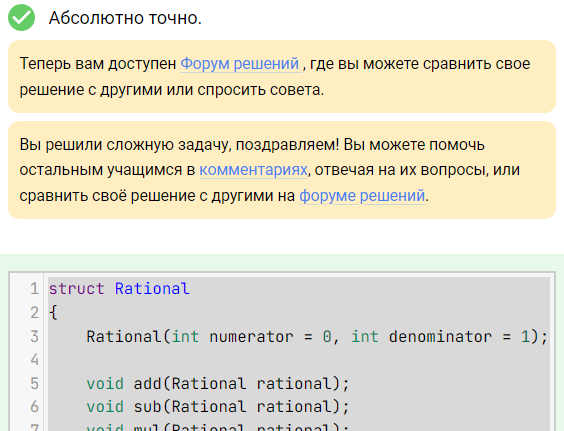 Абсолютно точно.
Теперь вам доступен Форум решений , где вы можете сравнить свое
решение с другими или спросить совета.
Вы решили сложную задачу, поздравляем! Вы можете помочь
остальным учащимся в комментариях, отвечая на их вопросы, или
сравнить своё решение с другими на форуме решений.
1 struct Rational
2 {
3 Rational(int numerator = 0, int denominator = 1);
4
5 void add(Rational rational);
6 void sub(Rational rational);
7 void mul(Rational rational);